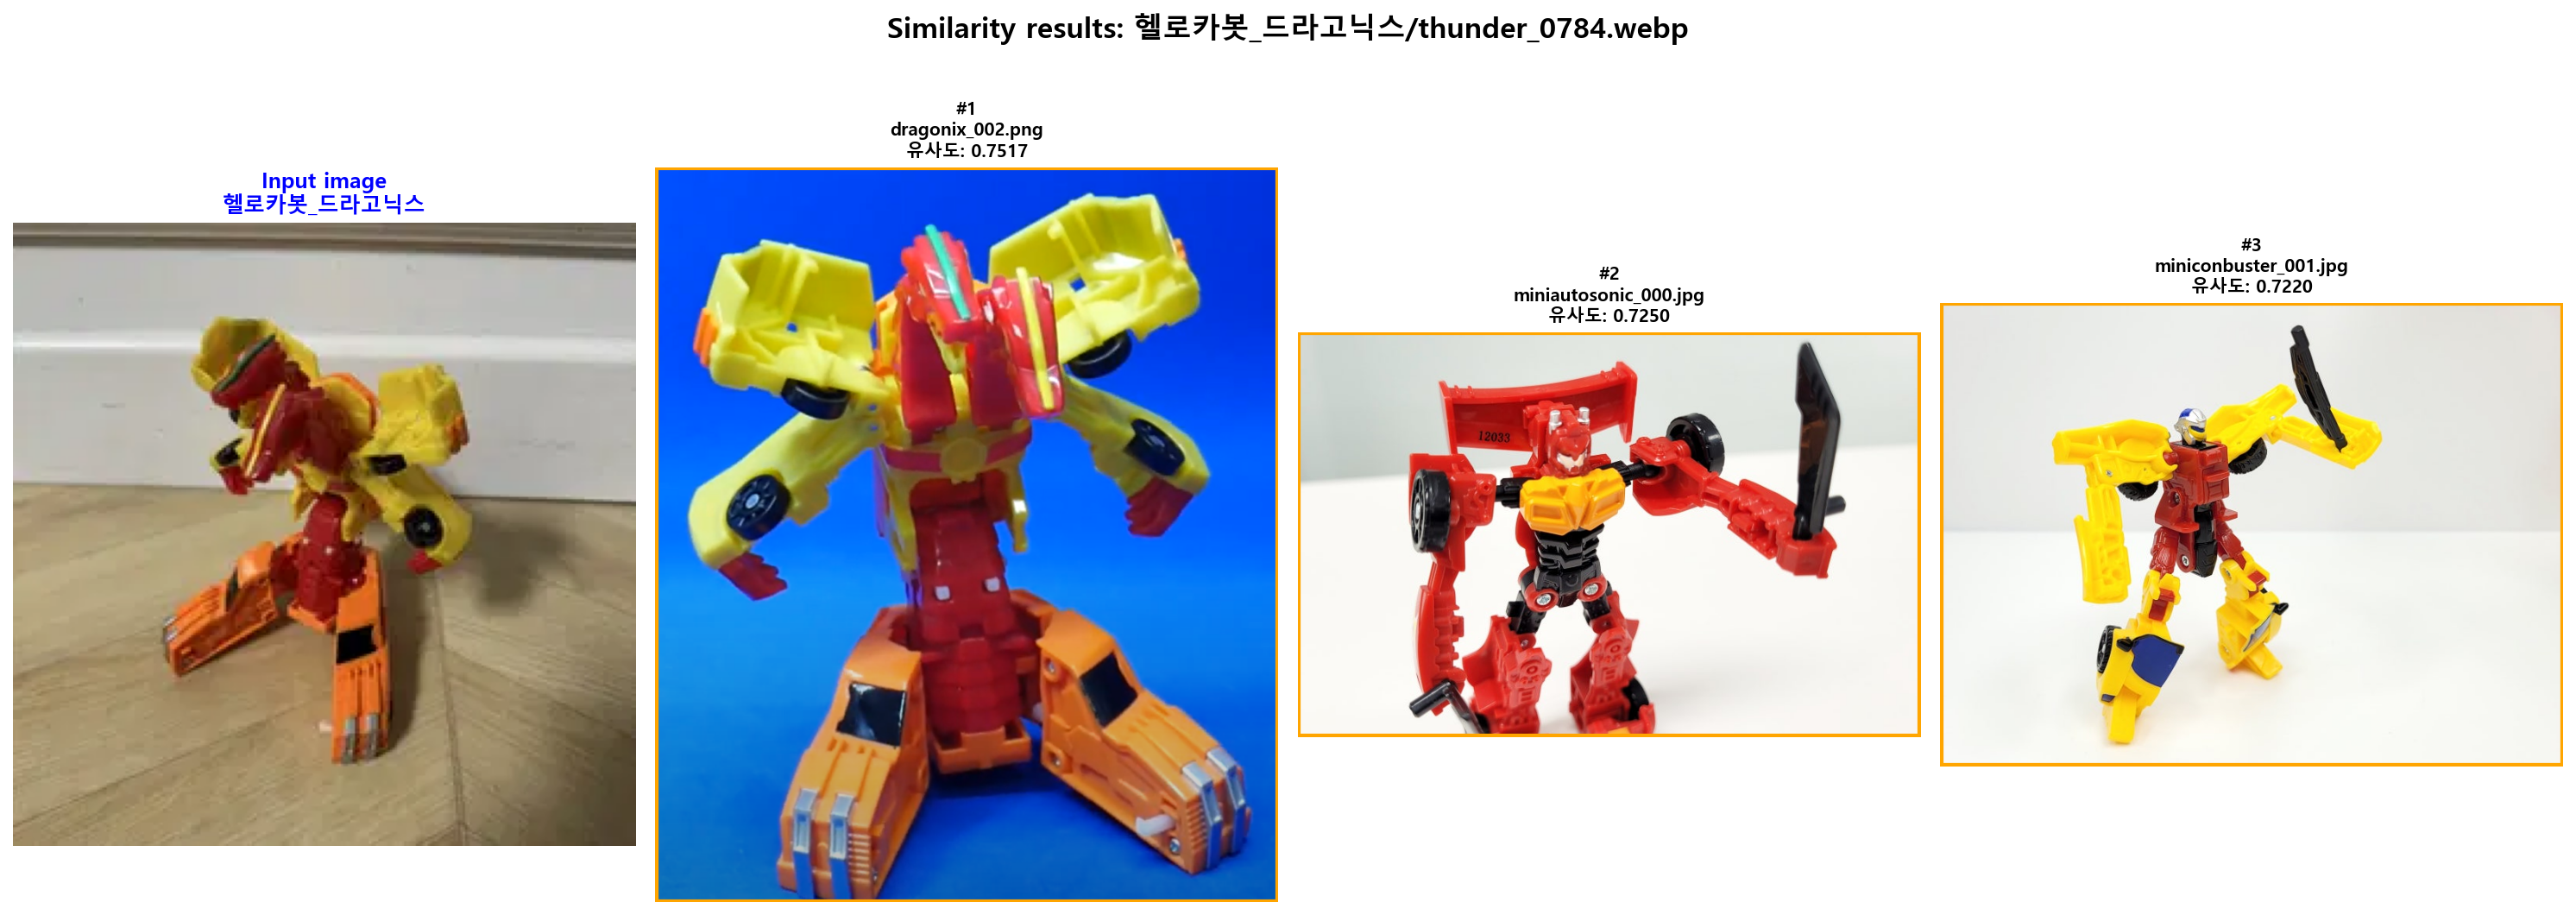 Similarity results: 헬로카봇_드라고닉스/thunder_0784.webp
Input image
헬로카봇_드라고닉스
#1
dragonix_002.png
유사도: 0.7517
#2
miniautosonic_000.jpg
유사도: 0.7250
12033
#3
miniconbuster_001.jpg
유사도: 0.7220